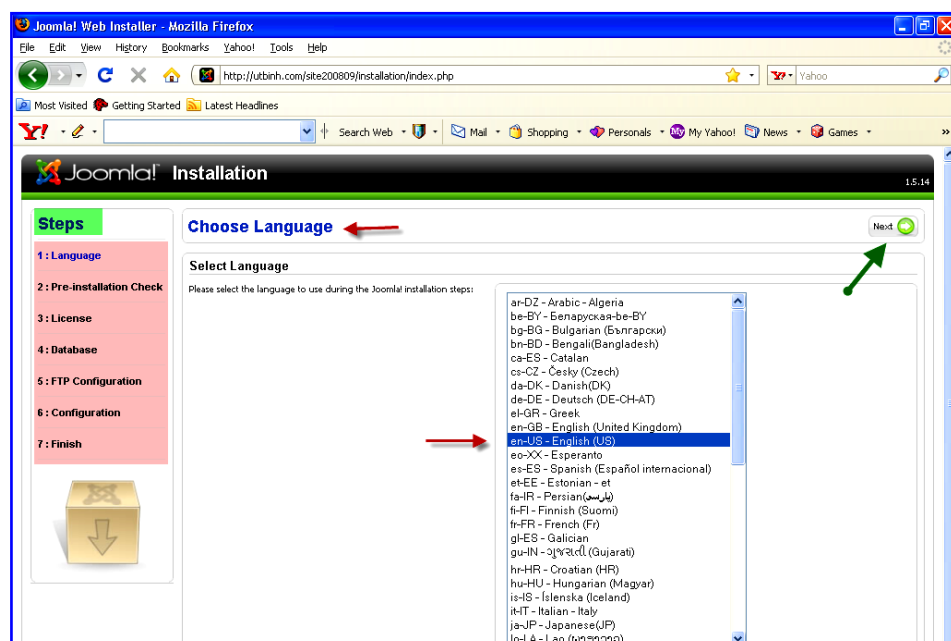 Joomla! Web Installer - Mozilla Firefox
File Edit View History Bookmarks Yahoo! Tools Help
http://utbinh.com/site200809/installation/index.php
Yahoo
Most Visited Getting Started Latest Headlines
Y! Search Web Mail Shopping Personals My My Yahoo! News Games »
Joomla! Installation
1.5.14
Steps
1 : Language
2 : Pre-installation Check
3 : License
4 : Database
5 : FTP Configuration
6 : Configuration
7 : Finish
Choose Language
Next
Select Language
Please select the language to use during the Joomla! installation steps:
ar-DZ - Arabic - Algeria
be-BY - Беларуская-be-BY
bg-BG - Bulgarian (Български)
bn-BD - Bengali(Bangladesh)
ca-ES - Catalan
cs-CZ - Česky (Czech)
da-DK - Danish(DK)
de-DE - Deutsch (DE-CH-AT)
el-GR - Greek
en-GB - English (United Kingdom)
en-US - English (US)
eo-XX - Esperanto
es-ES - Spanish (Español internacional)
et-EE - Estonian - et
fa-IR - Persian(پارسی)
fi-FI - Finnish (Suomi)
fr-FR - French (Fr)
gl-ES - Galician
gu-IN - ગુજરાતી (Gujarati)
hr-HR - Croatian (HR)
hu-HU - Hungarian (Magyar)
is-IS - Íslenska (Iceland)
it-IT - Italian - Italy
ja-JP - Japanese(JP)
lo-LA - Lao